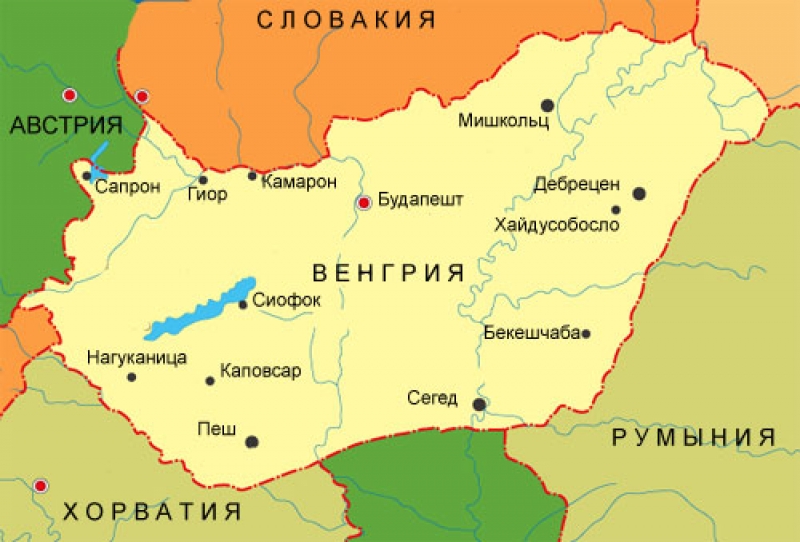 СЛОВАКИЯ
АВСТРИЯ
Мишкольц
Сапрон
Гиор
Камарон
Будапешт
Дебрецен
Хайдусобосло
ВЕНГРИЯ
Сиофок
Бекешчаба
Нагуканица
Каповсар
Сегед
Пеш
РУМЫНИЯ
ХОРВАТИЯ